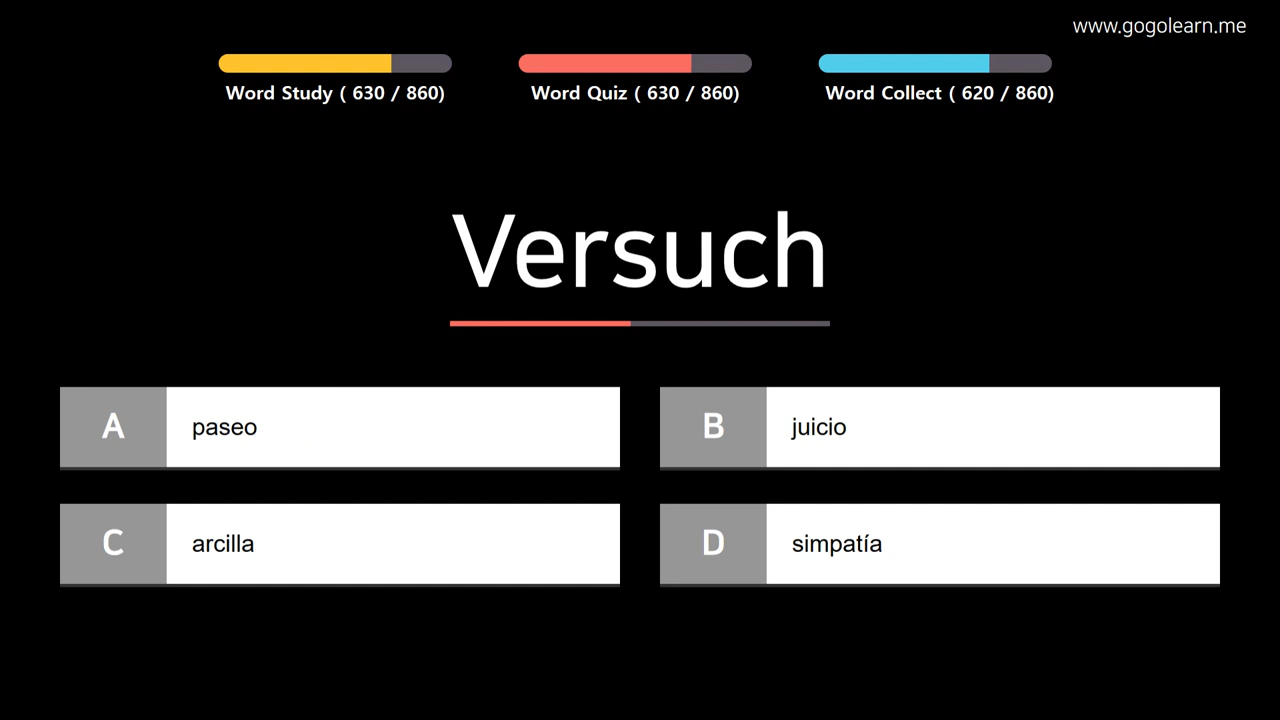 www.gogolearn.me
Word Study ( 630 / 860)
Word Quiz ( 630 / 860)
Word Collect ( 620 / 860)
Versuch
A paseo
B juicio
C arcilla
D simpatía